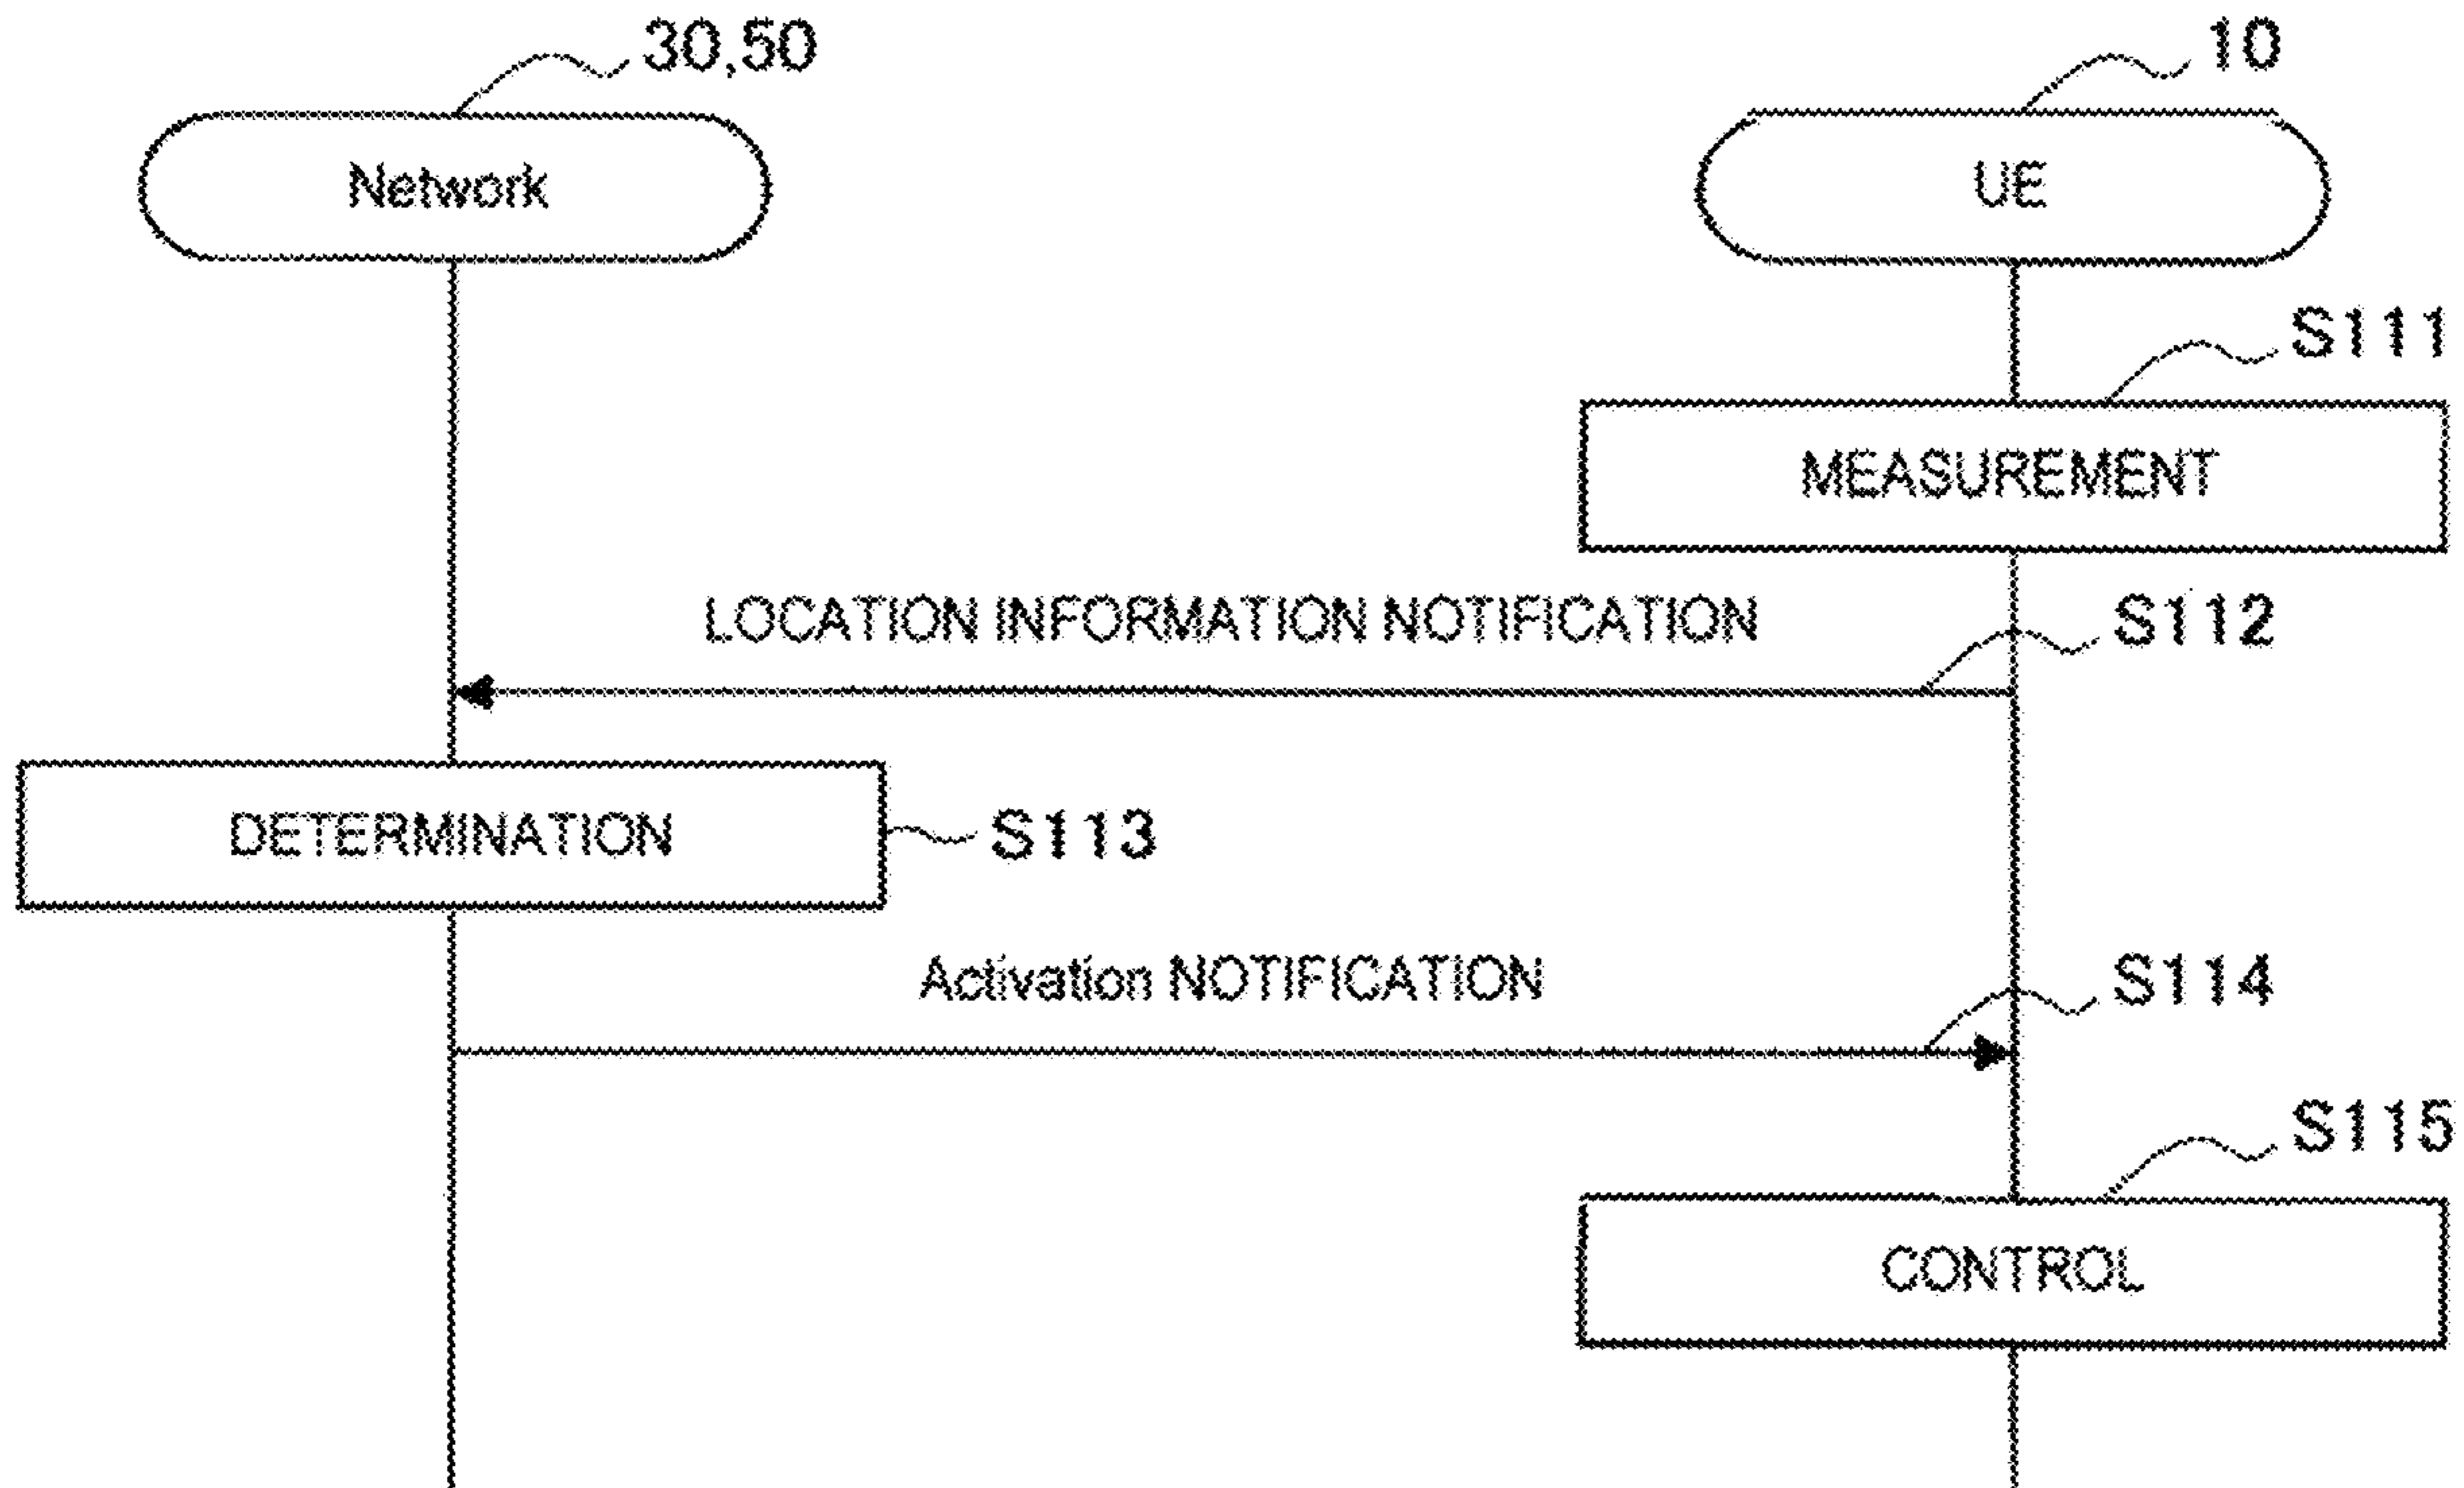 30,50
10
Network
UE
S111
MEASUREMENT
LOCATION INFORMATION NOTIFICATION
S112
DETERMINATION
S113
Activation NOTIFICATION
S114
S115
CONTROL